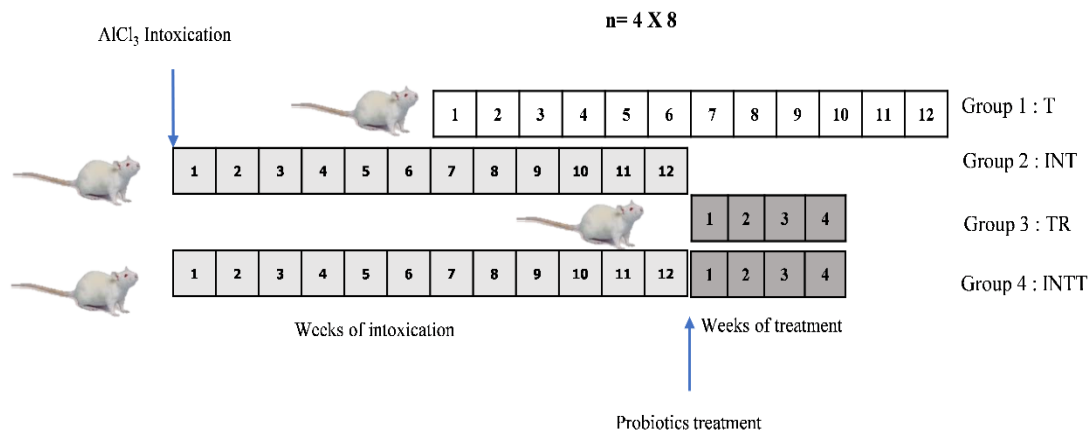 n= 4 X 8
AlCl₃ Intoxication
1 2 3 4 5 6 7 8 9 10 11 12 Group 1 : T
1 2 3 4 5 6 7 8 9 10 11 12 Group 2 : INT
1 2 3 4 Group 3 : TR
1 2 3 4 5 6 7 8 9 10 11 12 1 2 3 4 Group 4 : INTT
Weeks of intoxication Weeks of treatment
Probiotics treatment